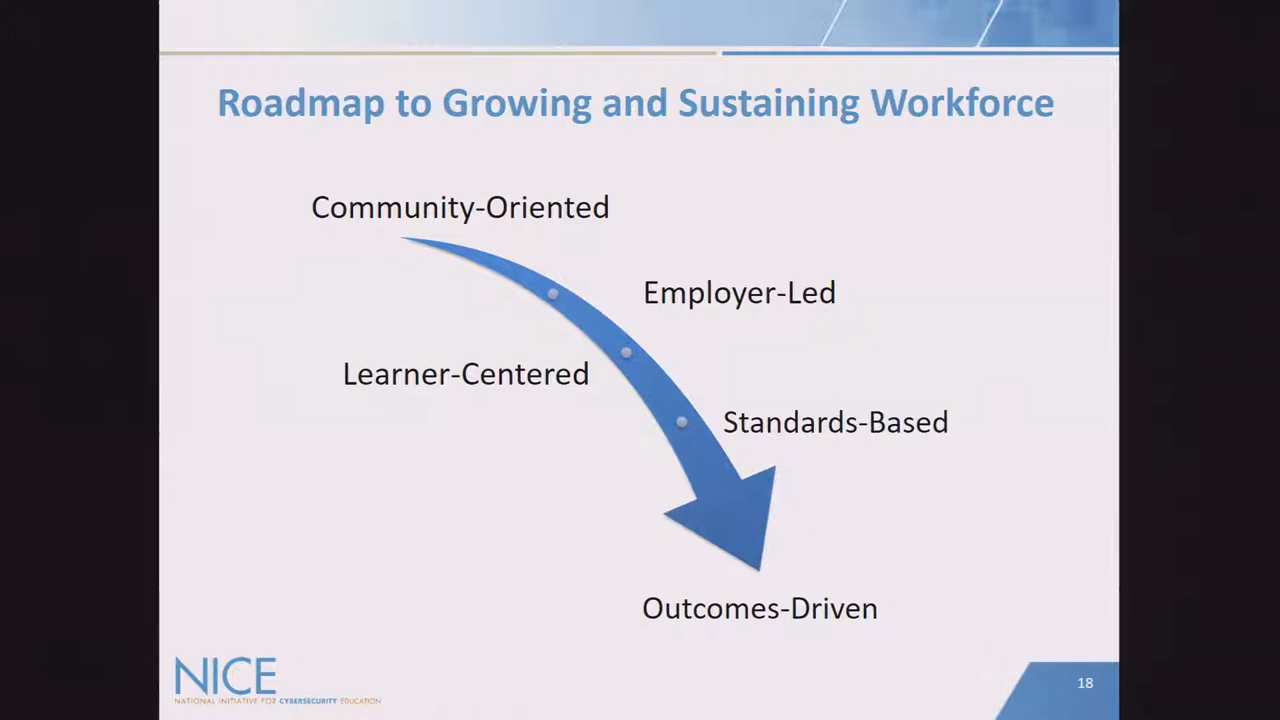 Roadmap to Growing and Sustaining Workforce
Community-Oriented
Employer-Led
Learner-Centered
Standards-Based
Outcomes-Driven
NICE
NATIONAL INITIATIVE FOR CYBERSECURITY EDUCATION
18